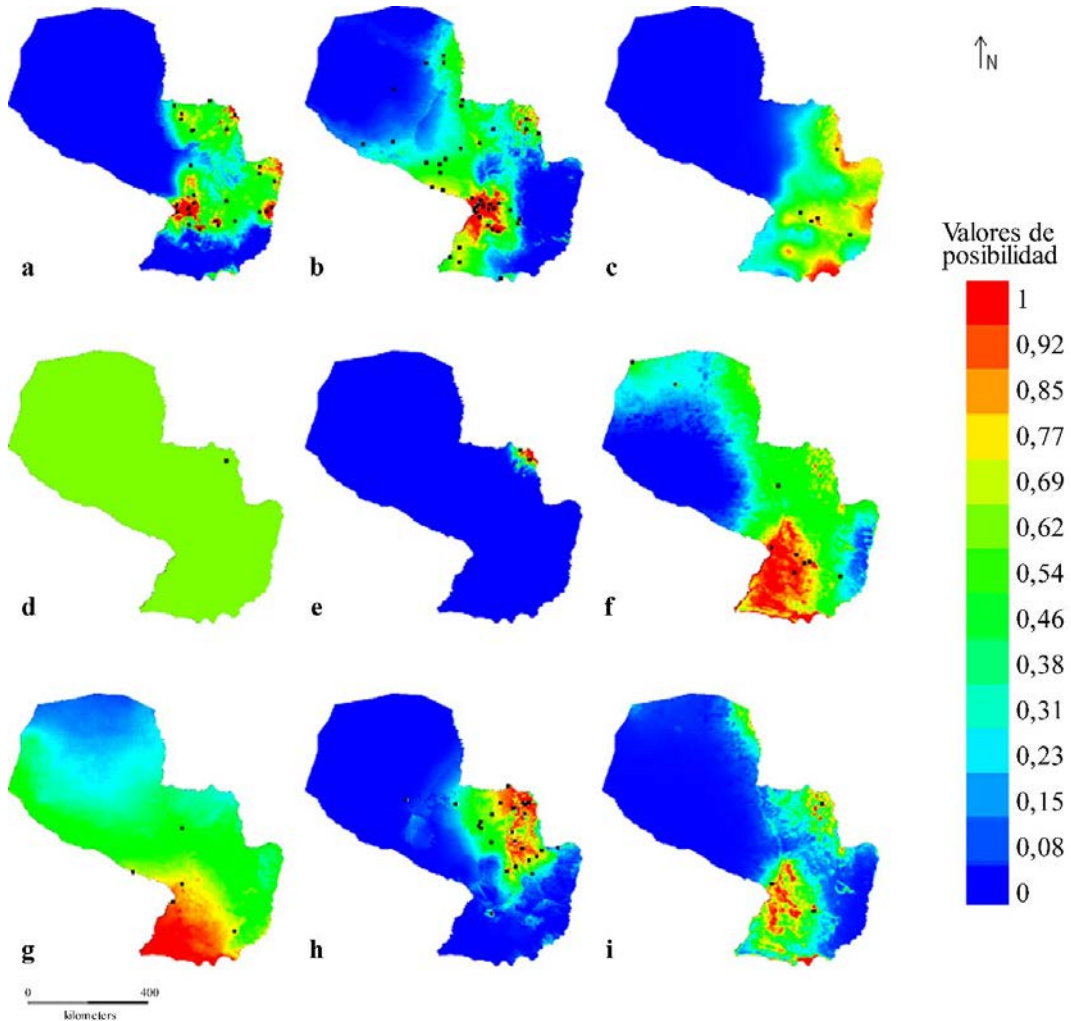 N
a
b
c
Valores de
posibilidad
1
0,92
0,85
0,77
0,69
0,62
0,54
0,46
0,38
0,31
0,23
0,15
0,08
0
d
e
f
g
h
i
0 400
kilometers